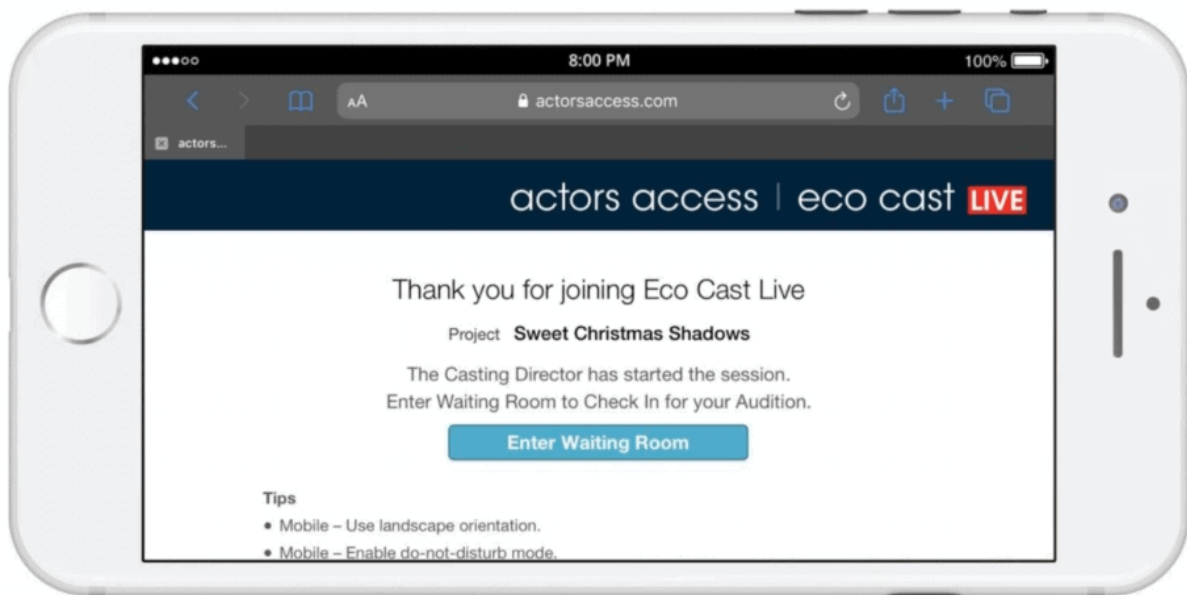 8:00 PM 100%
AA actorsaccess.com
actors...
actors access | eco cast LIVE
Thank you for joining Eco Cast Live
Project Sweet Christmas Shadows
The Casting Director has started the session.
Enter Waiting Room to Check In for your Audition.
Enter Waiting Room
Tips
• Mobile – Use landscape orientation.
• Mobile – Enable do-not-disturb mode.